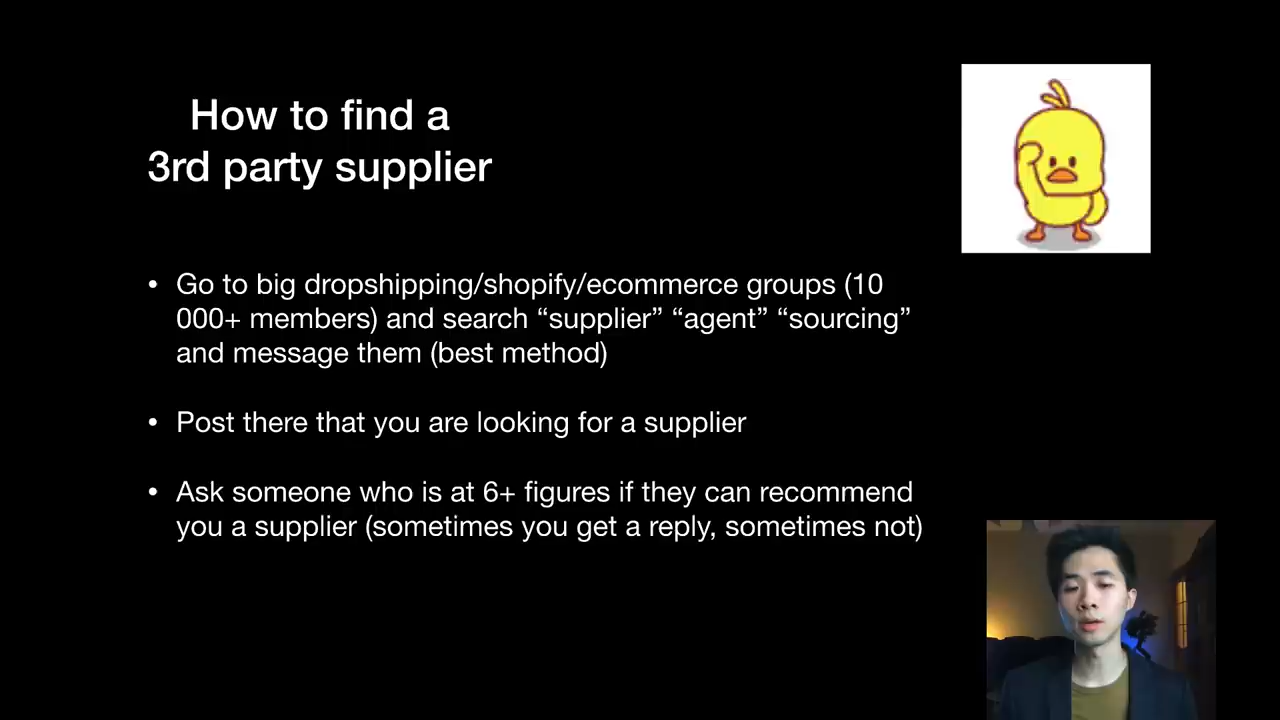 How to find a
3rd party supplier
• Go to big dropshipping/shopify/ecommerce groups (10
000+ members) and search “supplier” “agent” “sourcing”
and message them (best method)
• Post there that you are looking for a supplier
• Ask someone who is at 6+ figures if they can recommend
you a supplier (sometimes you get a reply, sometimes not)